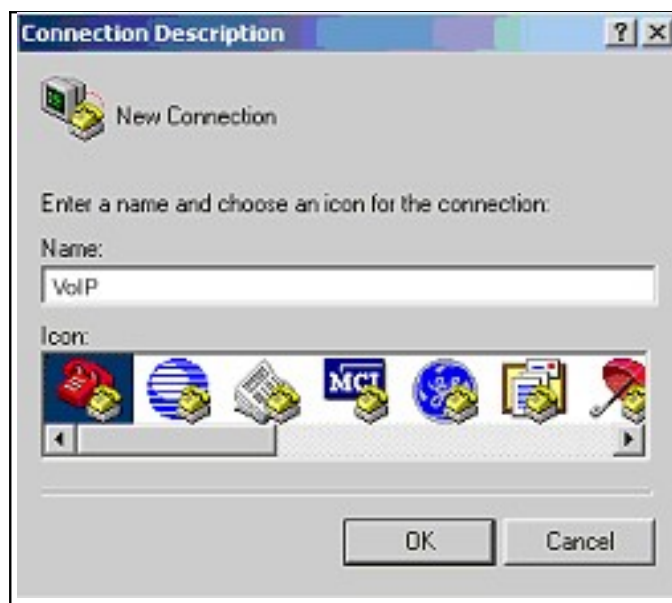 Connection Description
New Connection
Enter a name and choose an icon for the connection:
Name:
VoIP
Icon:
MCI
OK
Cancel